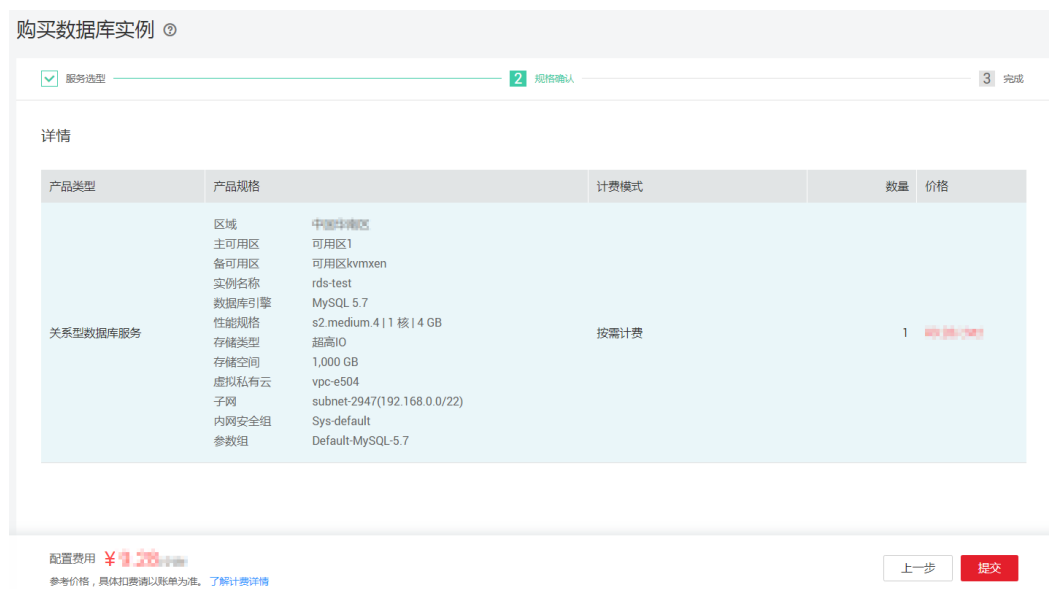 购买数据库实例 ?
服务选型
2 规格确认
3 完成
详情
产品类型 产品规格 计费模式 数量 价格
区域
主可用区 可用区1
备可用区 可用区kvmxen
实例名称 rds-test
数据库引擎 MySQL 5.7
性能规格 s2.medium.4 | 1 核 | 4 GB
关系型数据库服务 按需计费 1
存储类型 超高IO
存储空间 1,000 GB
虚拟私有云 vpc-e504
子网 subnet-2947(192.168.0.0/22)
内网安全组 Sys-default
参数组 Default-MySQL-5.7
配置费用 ¥
参考价格，具体扣费请以账单为准。 了解计费详情
上一步 提交